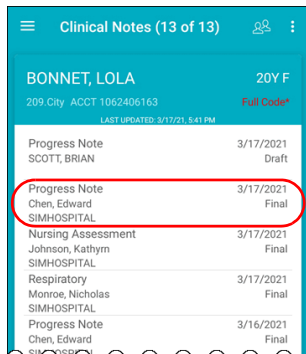 Clinical Notes (13 of 13)
BONNET, LOLA 20Y F
209.City ACCT 1062406163 Full Code*
LAST UPDATED: 3/17/21, 5:41 PM
Progress Note 3/17/2021
SCOTT, BRIAN Draft
Progress Note 3/17/2021
Chen, Edward Final
SIMHOSPITAL
Nursing Assessment 3/17/2021
Johnson, Kathym Final
SIMHOSPITAL
Respiratory 3/17/2021
Monroe, Nicholas Final
SIMHOSPITAL
Progress Note 3/16/2021
Chen, Edward Final
SIMHOSPITAL